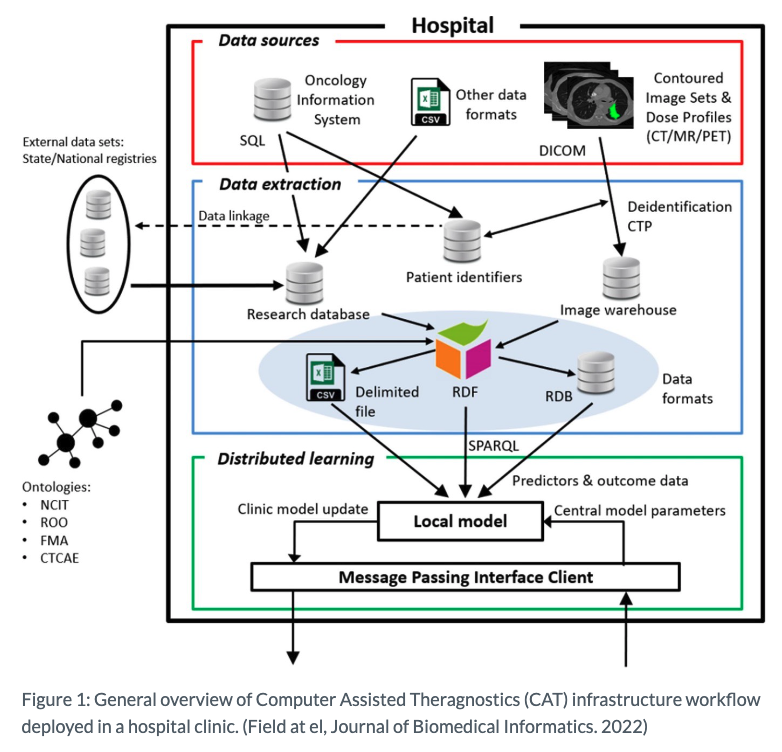 Hospital
Data sources
Oncology
Information
System
SQL
CSV
Other data
formats
Contoured
Image Sets &
Dose Profiles
(CT/MR/PET)
DICOM
External data sets:
State/National registries
Data extraction
Data linkage
Deidentification
CTP
Patient identifiers
Research database
Image warehouse
CSV
Delimited
file
RDF
RDB
Data
formats
SPARQL
Ontologies:
• NCIT
• ROO
• FMA
• CTCAE
Distributed learning
Predictors & outcome data
Clinic model update
Local model
Central model parameters
Message Passing Interface Client
Figure 1: General overview of Computer Assisted Theragnostics (CAT) infrastructure workflow
deployed in a hospital clinic. (Field at el, Journal of Biomedical Informatics. 2022)